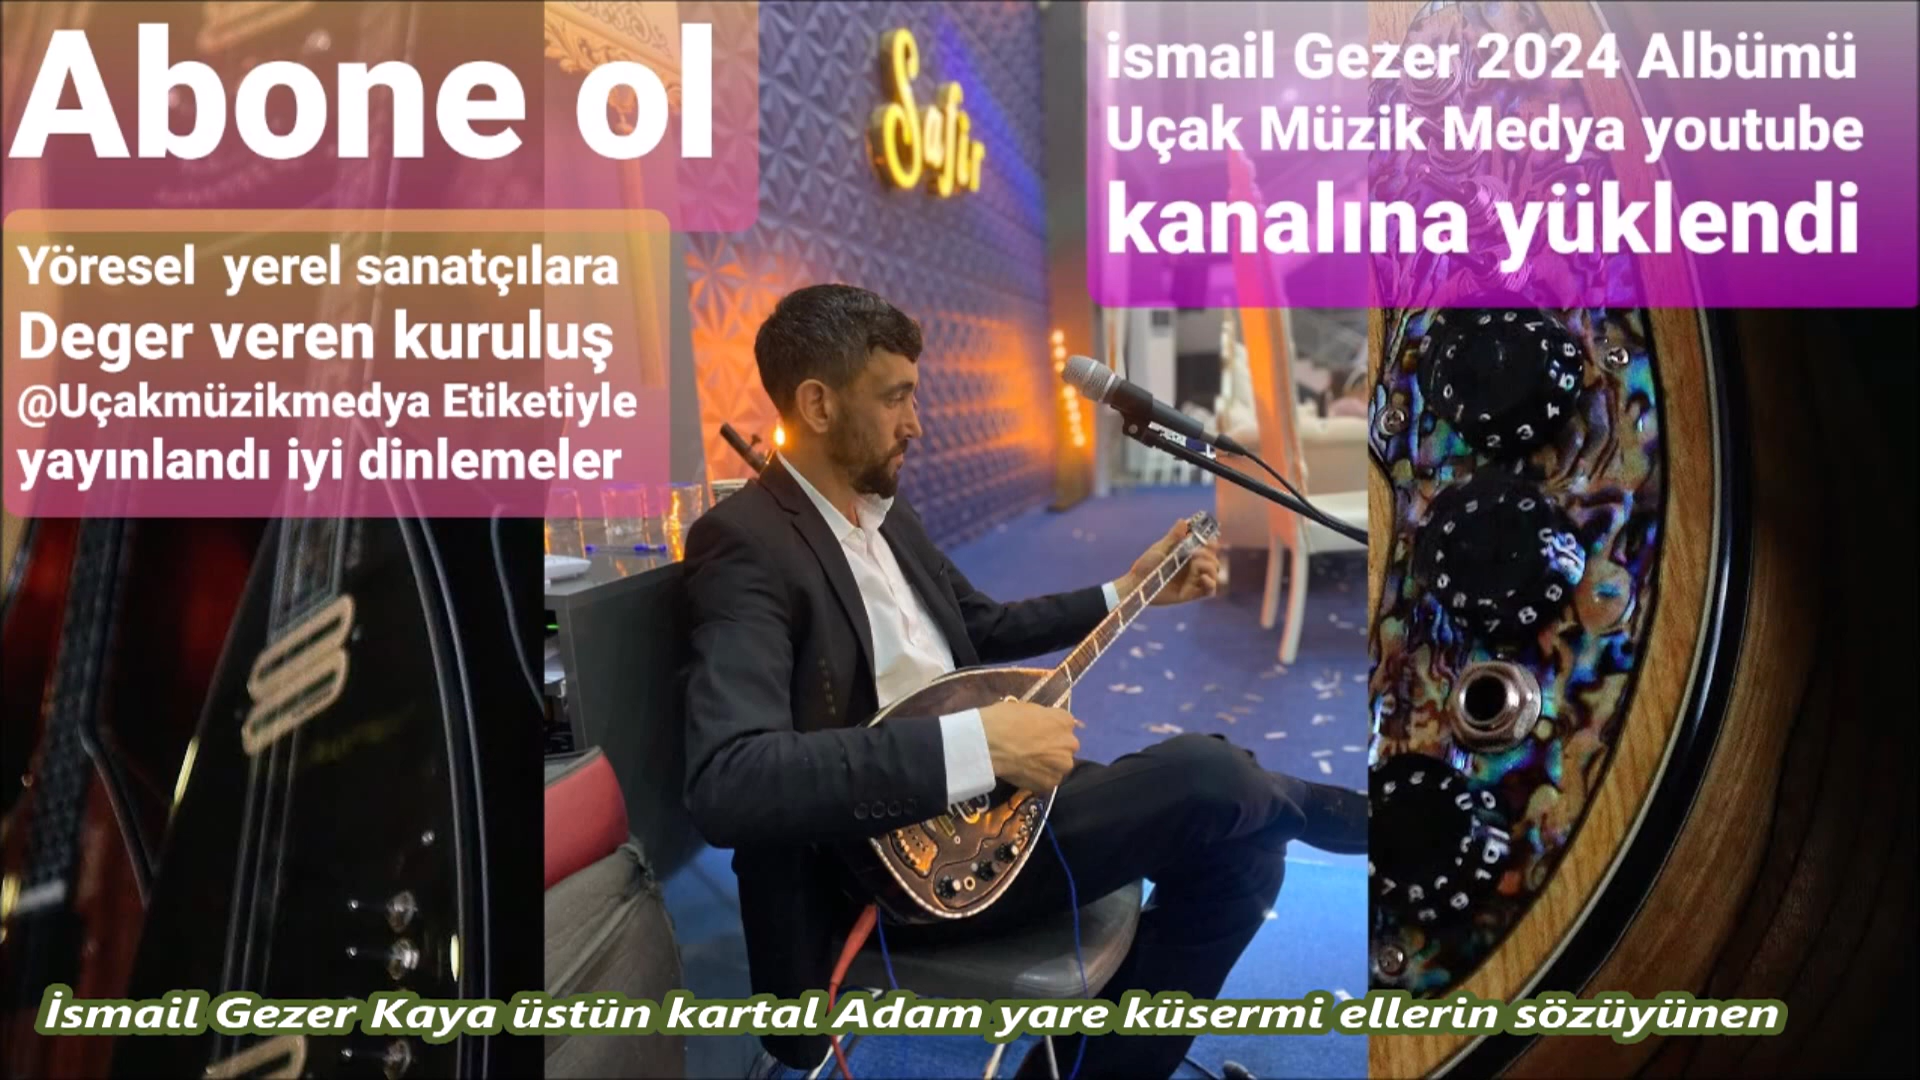 Abone ol
Yöresel yerel sanatçılara
Deger veren kuruluş
@Uçakmüzikmedya Etiketiyle
yayınlandı iyi dinlemeler
ismail Gezer 2024 Albümü
Uçak Müzik Medya youtube
kanalına yüklendi
Safir
İsmail Gezer Kaya üstün kartal Adam yare küsermi ellerin sözüyünen